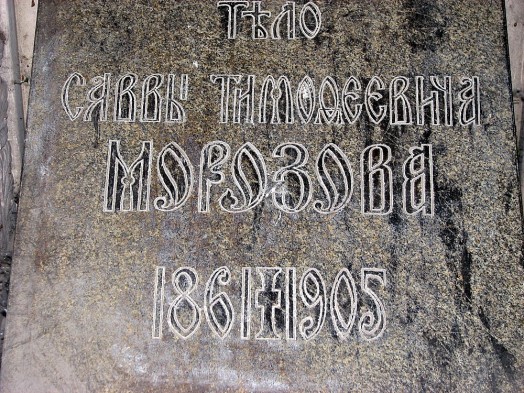 Тѣло
Саввы Тимоѳеевича
Морозова
1861†1905